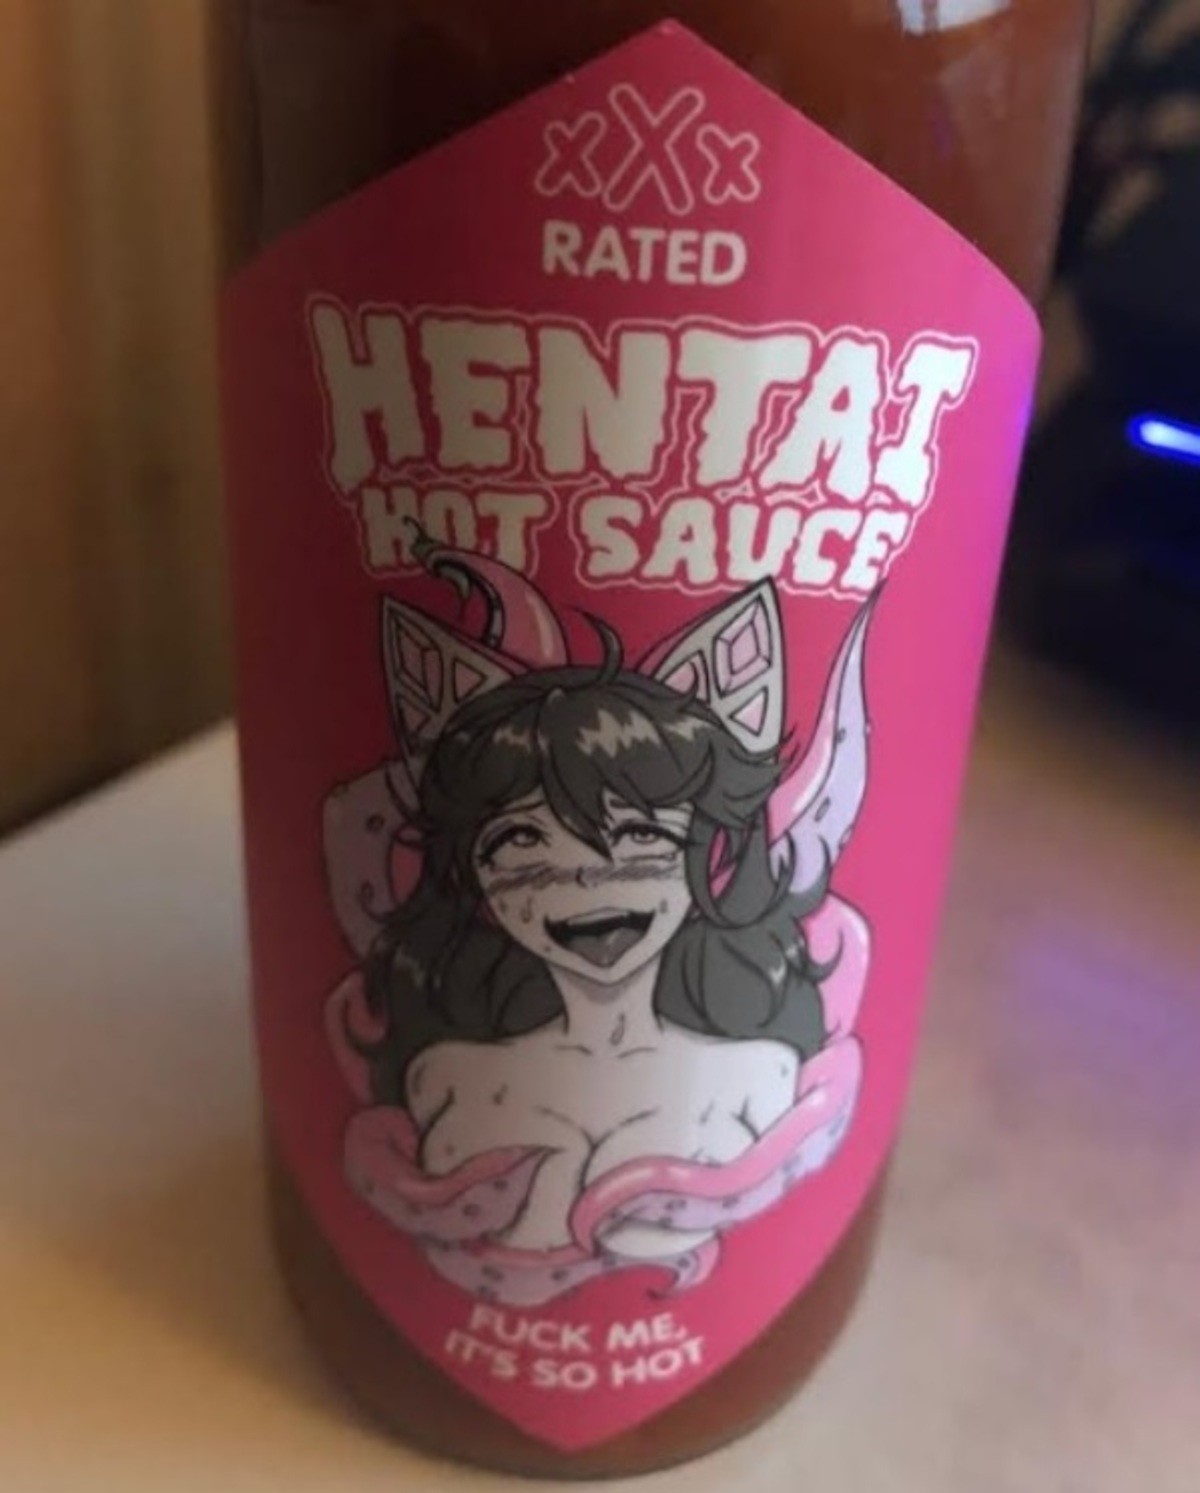 xXx
RATED
HENTAI
HOT SAUCE
FUCK ME,
IT'S SO HOT